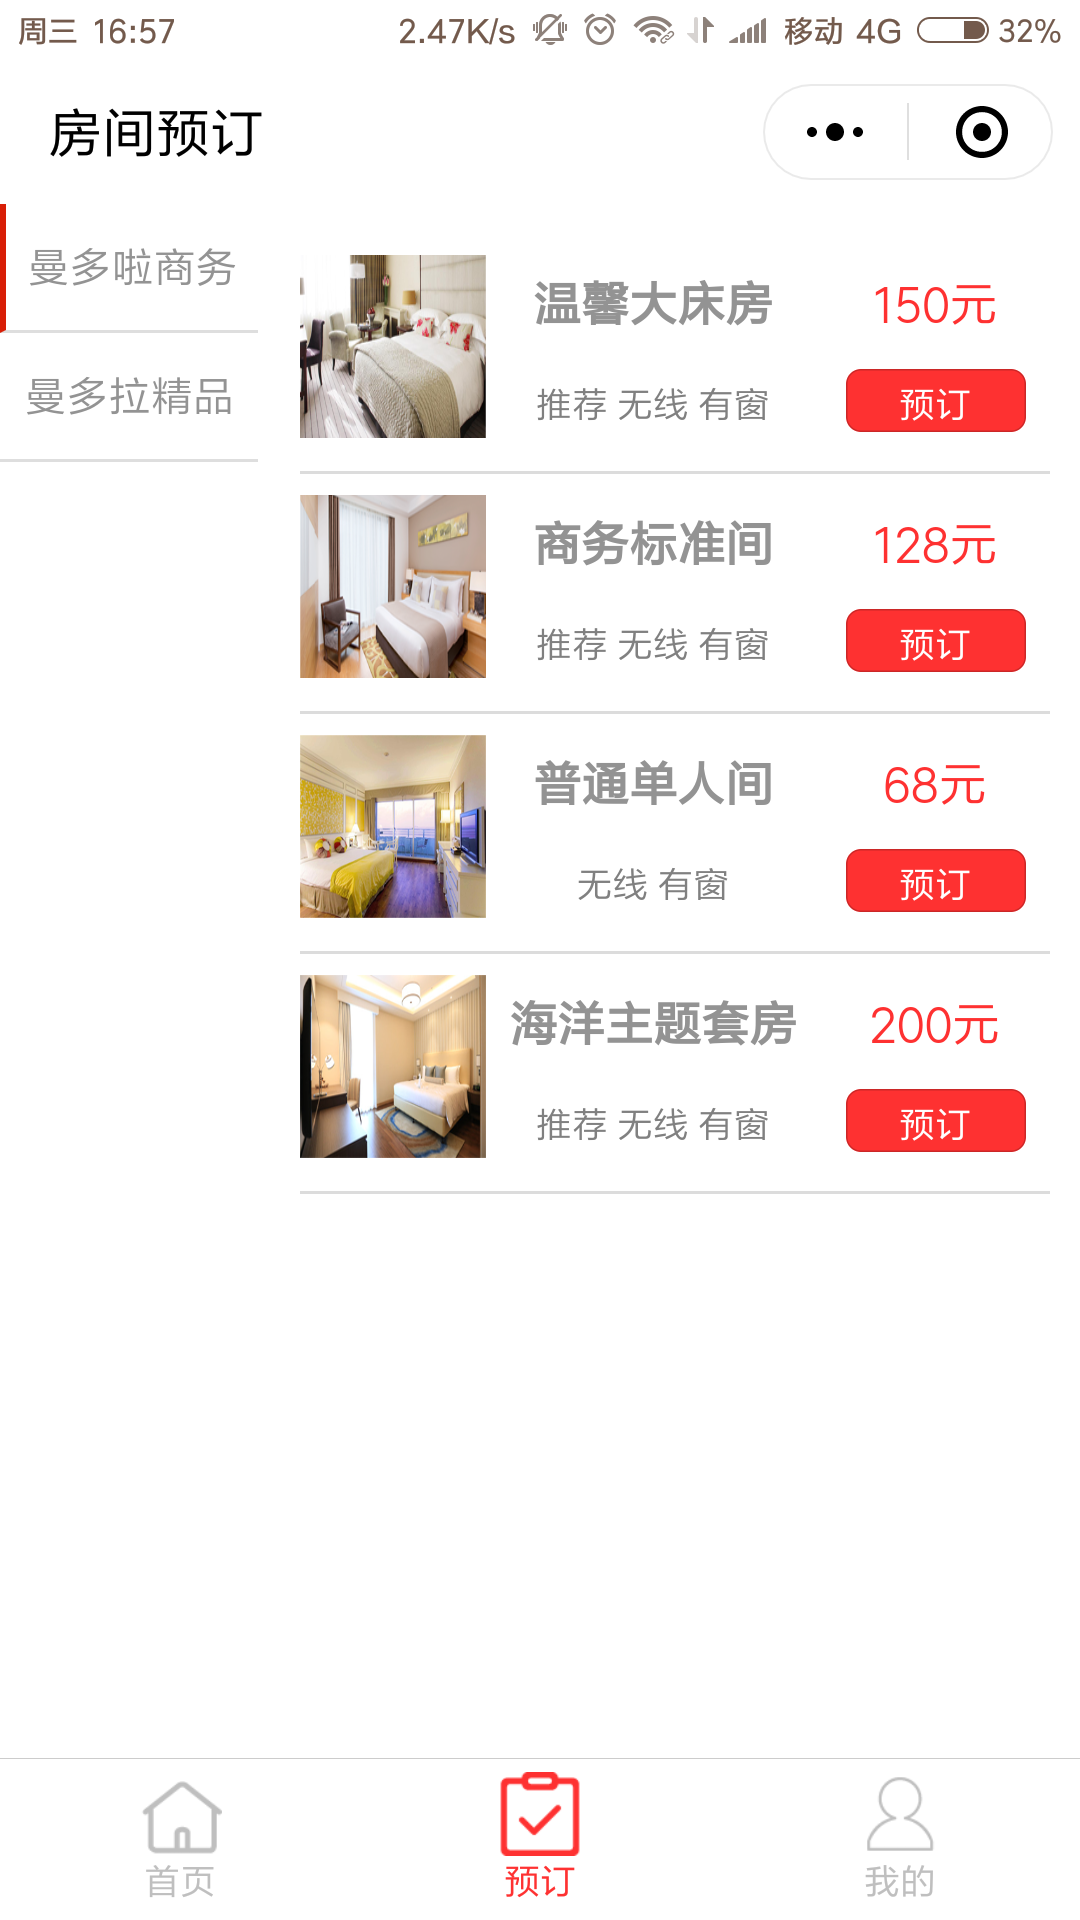 周三 16:57 2.47K/s 移动 4G 32%
房间预订
曼多啦商务
曼多拉精品
温馨大床房 150元
推荐 无线 有窗 预订
商务标准间 128元
推荐 无线 有窗 预订
普通单人间 68元
无线 有窗 预订
海洋主题套房 200元
推荐 无线 有窗 预订
首页 预订 我的